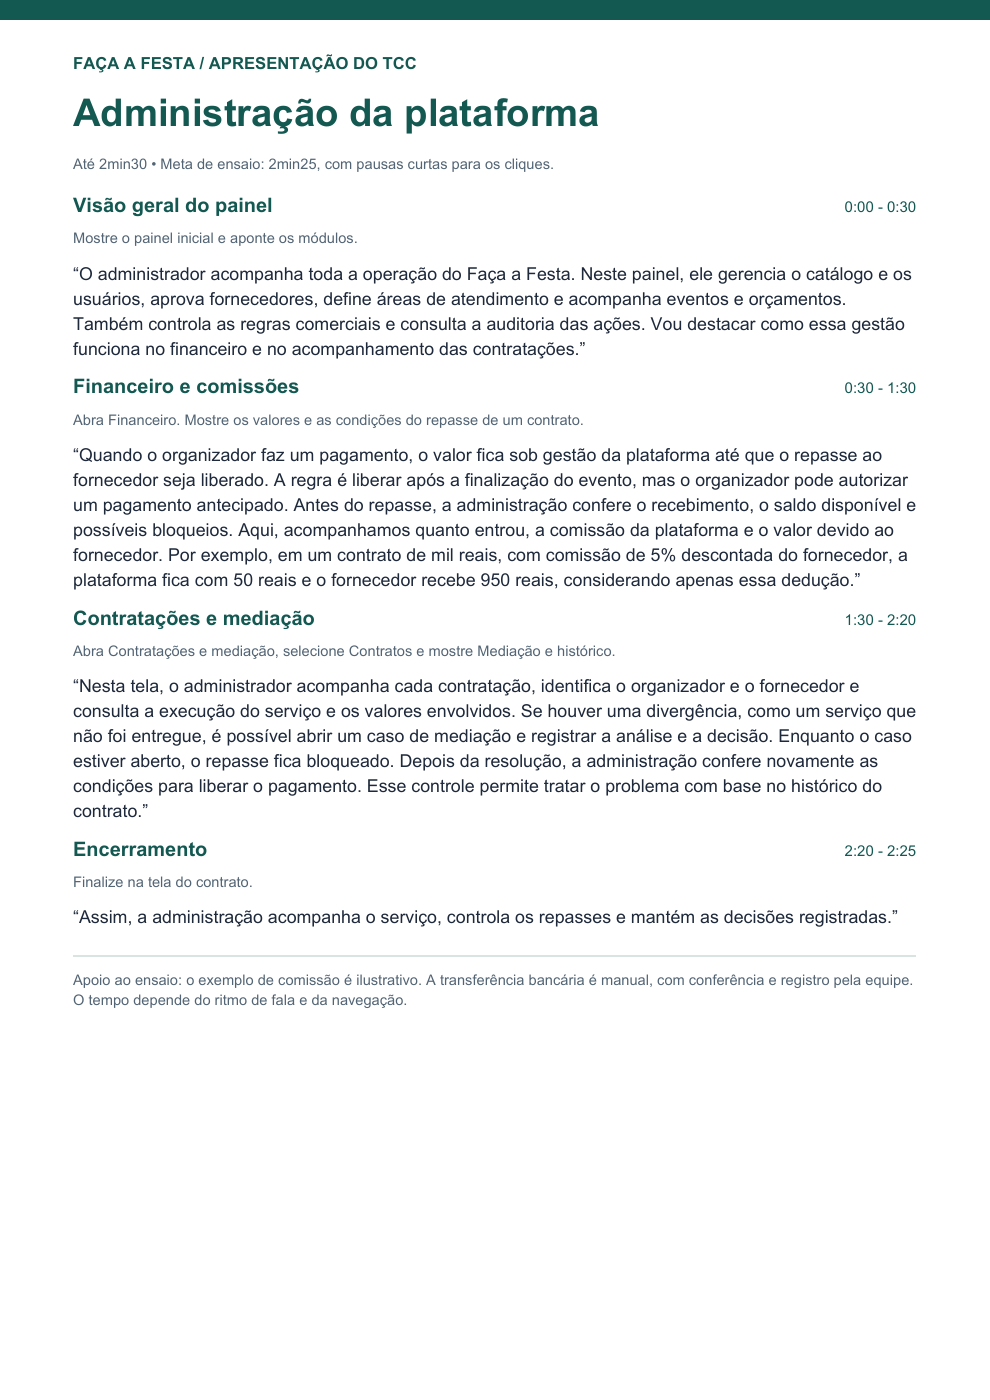 FAÇA A FESTA / APRESENTAÇÃO DO TCC
Administração da plataforma
Até 2min30 • Meta de ensaio: 2min25, com pausas curtas para os cliques.
Visão geral do painel 0:00 - 0:30
Mostre o painel inicial e aponte os módulos.
“O administrador acompanha toda a operação do Faça a Festa. Neste painel, ele gerencia o catálogo e os
usuários, aprova fornecedores, define áreas de atendimento e acompanha eventos e orçamentos.
Também controla as regras comerciais e consulta a auditoria das ações. Vou destacar como essa gestão
funciona no financeiro e no acompanhamento das contratações.”
Financeiro e comissões 0:30 - 1:30
Abra Financeiro. Mostre os valores e as condições do repasse de um contrato.
“Quando o organizador faz um pagamento, o valor fica sob gestão da plataforma até que o repasse ao
fornecedor seja liberado. A regra é liberar após a finalização do evento, mas o organizador pode autorizar
um pagamento antecipado. Antes do repasse, a administração confere o recebimento, o saldo disponível e
possíveis bloqueios. Aqui, acompanhamos quanto entrou, a comissão da plataforma e o valor devido ao
fornecedor. Por exemplo, em um contrato de mil reais, com comissão de 5% descontada do fornecedor, a
plataforma fica com 50 reais e o fornecedor recebe 950 reais, considerando apenas essa dedução.”
Contratações e mediação 1:30 - 2:20
Abra Contratações e mediação, selecione Contratos e mostre Mediação e histórico.
“Nesta tela, o administrador acompanha cada contratação, identifica o organizador e o fornecedor e
consulta a execução do serviço e os valores envolvidos. Se houver uma divergência, como um serviço que
não foi entregue, é possível abrir um caso de mediação e registrar a análise e a decisão. Enquanto o caso
estiver aberto, o repasse fica bloqueado. Depois da resolução, a administração confere novamente as
condições para liberar o pagamento. Esse controle permite tratar o problema com base no histórico do
contrato.”
Encerramento 2:20 - 2:25
Finalize na tela do contrato.
“Assim, a administração acompanha o serviço, controla os repasses e mantém as decisões registradas.”
Apoio ao ensaio: o exemplo de comissão é ilustrativo. A transferência bancária é manual, com conferência e registro pela equipe.
O tempo depende do ritmo de fala e da navegação.